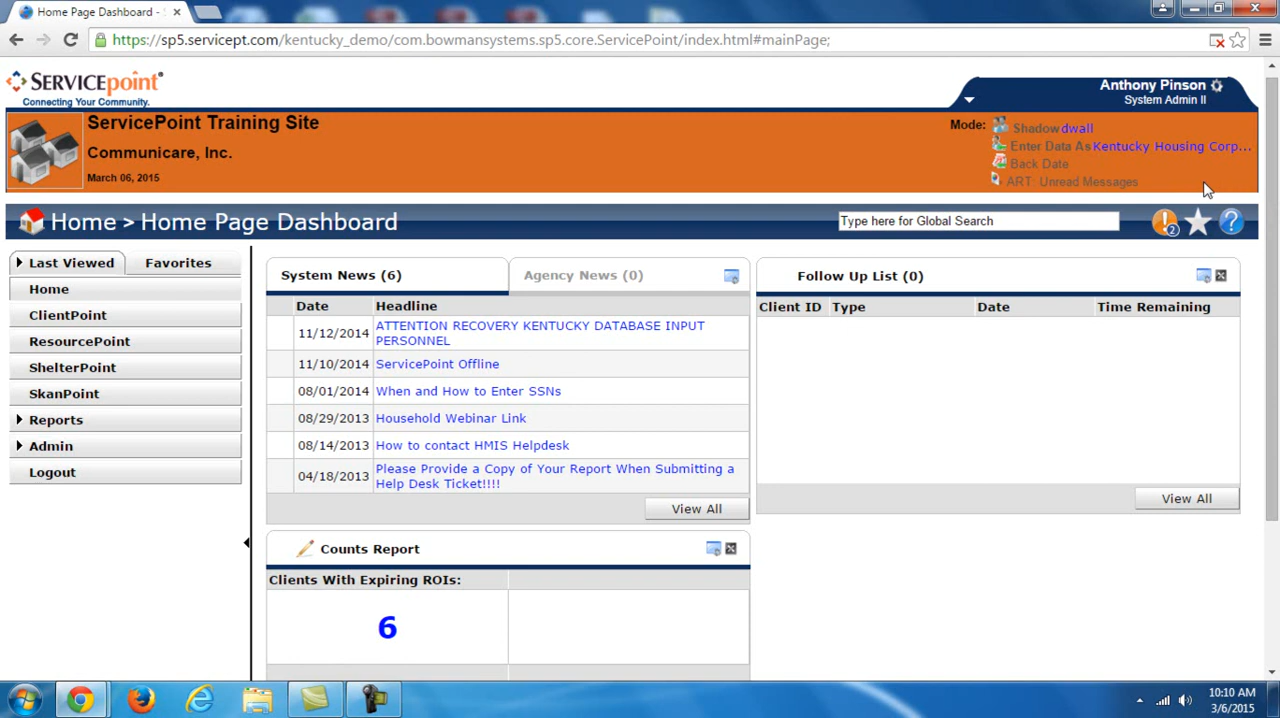 Home Page Dashboard - S
https://sp5.servicept.com/kentucky_demo/com.bowmansystems.sp5.core.ServicePoint/index.html#mainPage;
SERVICEpoint
Connecting Your Community.
Anthony Pinson
System Admin II
ServicePoint Training Site
Communicare, Inc.
March 06, 2015
Mode: Shadow dwall
Enter Data As Kentucky Housing Corp...
Back Date
ART: Unread Messages
Home > Home Page Dashboard
Type here for Global Search
2
Last Viewed
Favorites
Home
ClientPoint
ResourcePoint
ShelterPoint
SkanPoint
Reports
Admin
Logout
System News (6)
Agency News (0)
Date Headline
11/12/2014 ATTENTION RECOVERY KENTUCKY DATABASE INPUT
PERSONNEL
11/10/2014 ServicePoint Offline
08/01/2014 When and How to Enter SSNs
08/29/2013 Household Webinar Link
08/14/2013 How to contact HMIS Helpdesk
04/18/2013 Please Provide a Copy of Your Report When Submitting a
Help Desk Ticket!!!!
View All
Follow Up List (0)
Client ID Type Date Time Remaining
View All
Counts Report
Clients With Expiring ROIs:
6
10:10 AM
3/6/2015